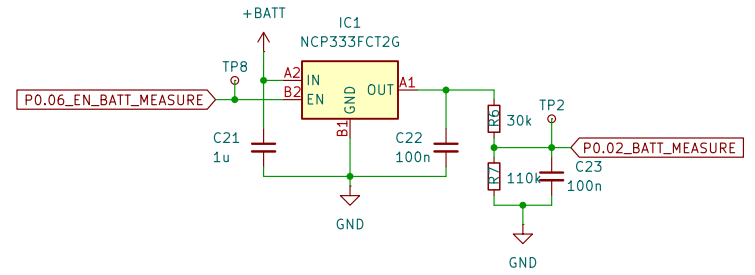 +BATT
IC1
NCP333FCT2G
TP8
A2
IN
OUT
A1
P0.06_EN_BATT_MEASURE
B2
EN
GND
B1
TP2
R6
30k
C21
1u
C22
100n
P0.02_BATT_MEASURE
R7
110k
C23
100n
GND
GND